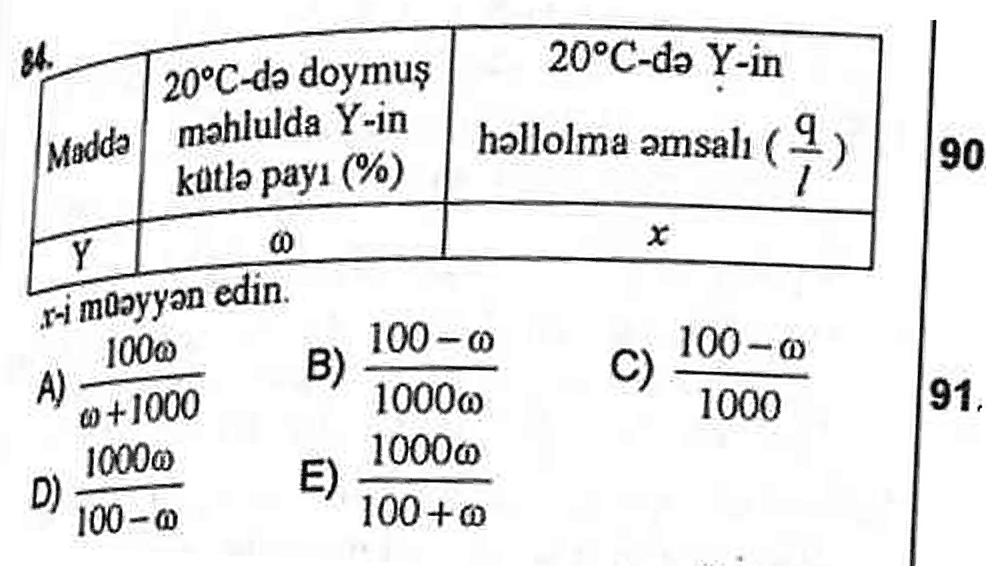 84.
Maddə
20°C-də doymuş
məhlulda Y-in
kütlə payı (%)
20°C-də Y-in
həllolma əmsalı (q/l)
Y ω x
x-i müəyyən edin.
A) 100ω/(ω+1000) B) (100−ω)/1000ω C) (100−ω)/1000
D) 1000ω/(100−ω) E) 1000ω/(100+ω)
90
91.